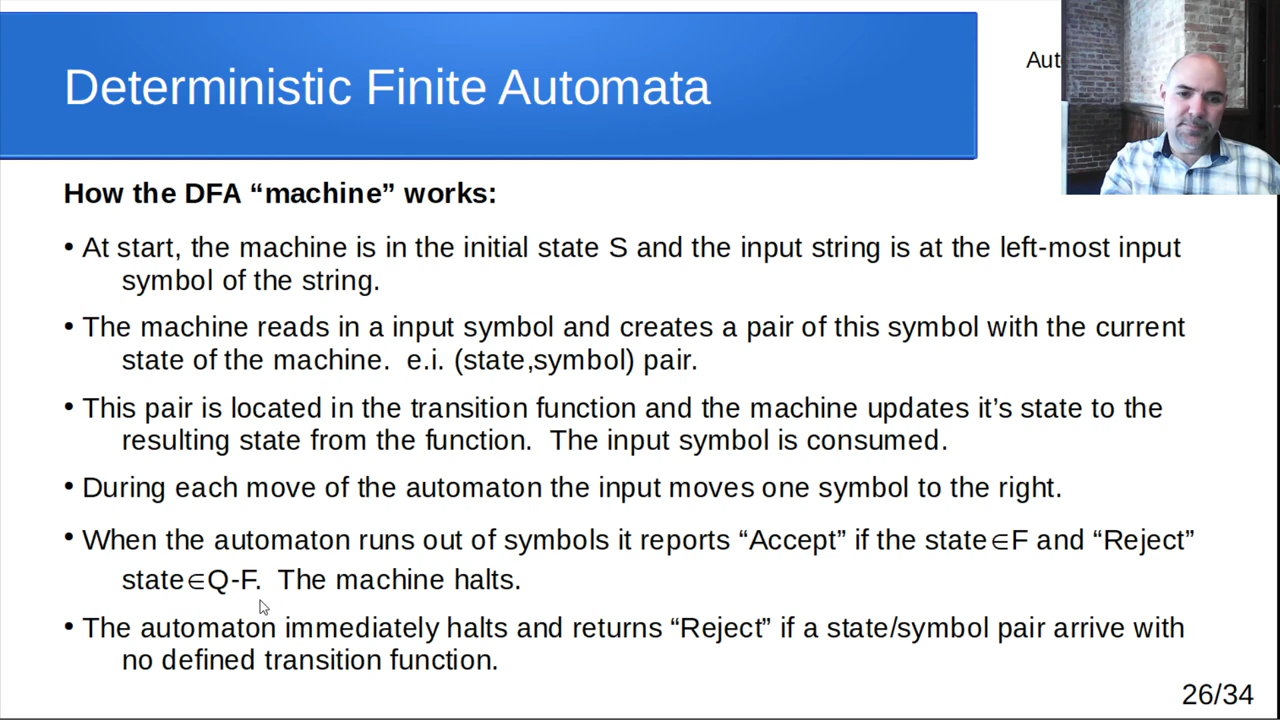 Deterministic Finite Automata
Aut
How the DFA “machine” works:
• At start, the machine is in the initial state S and the input string is at the left-most input
symbol of the string.
• The machine reads in a input symbol and creates a pair of this symbol with the current
state of the machine.  e.i. (state,symbol) pair.
• This pair is located in the transition function and the machine updates it’s state to the
resulting state from the function.  The input symbol is consumed.
• During each move of the automaton the input moves one symbol to the right.
• When the automaton runs out of symbols it reports “Accept” if the state∈F and “Reject”
state∈Q-F.  The machine halts.
• The automaton immediately halts and returns “Reject” if a state/symbol pair arrive with
no defined transition function.
26/34